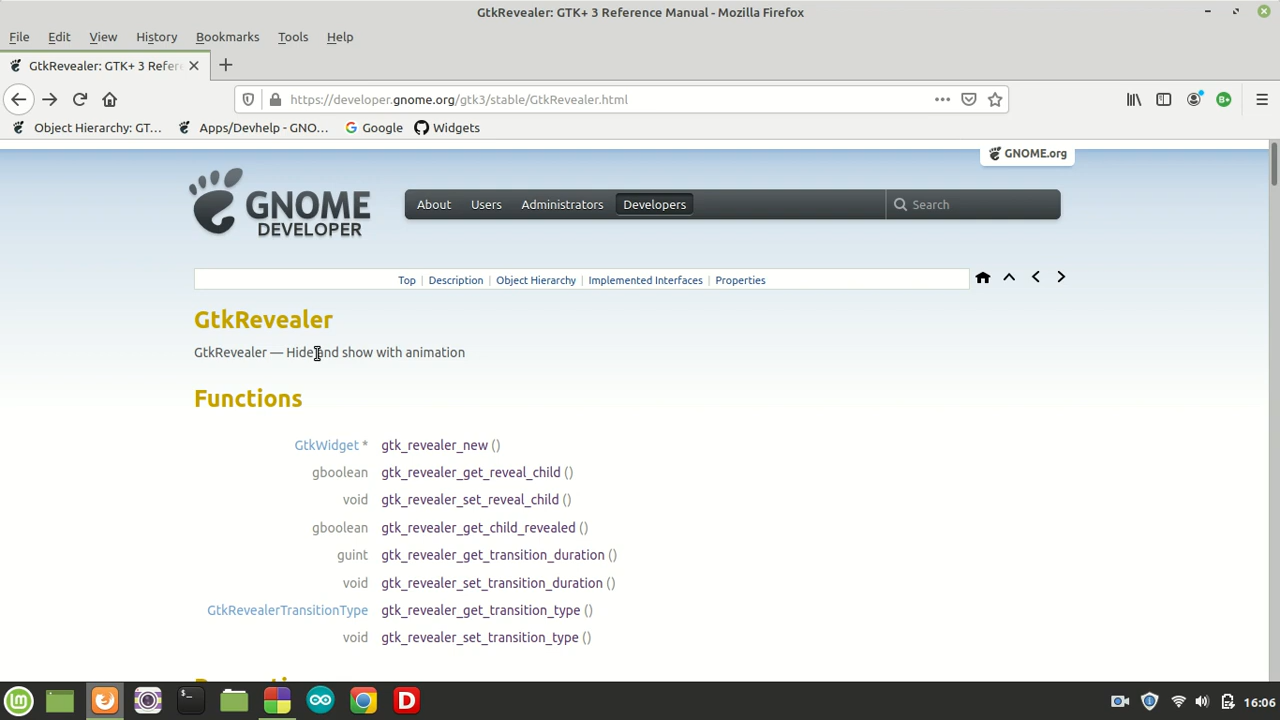 GtkRevealer: GTK+ 3 Reference Manual - Mozilla Firefox
File Edit View History Bookmarks Tools Help
GtkRevealer: GTK+ 3 Refer
https://developer.gnome.org/gtk3/stable/GtkRevealer.html
Object Hierarchy: GT... Apps/Devhelp - GNO... Google Widgets
GNOME.org
GNOME
DEVELOPER
About Users Administrators Developers Search
Top | Description | Object Hierarchy | Implemented Interfaces | Properties
GtkRevealer
GtkRevealer — Hide and show with animation
Functions
GtkWidget * gtk_revealer_new ()
gboolean gtk_revealer_get_reveal_child ()
void gtk_revealer_set_reveal_child ()
gboolean gtk_revealer_get_child_revealed ()
guint gtk_revealer_get_transition_duration ()
void gtk_revealer_set_transition_duration ()
GtkRevealerTransitionType gtk_revealer_get_transition_type ()
void gtk_revealer_set_transition_type ()
16:06